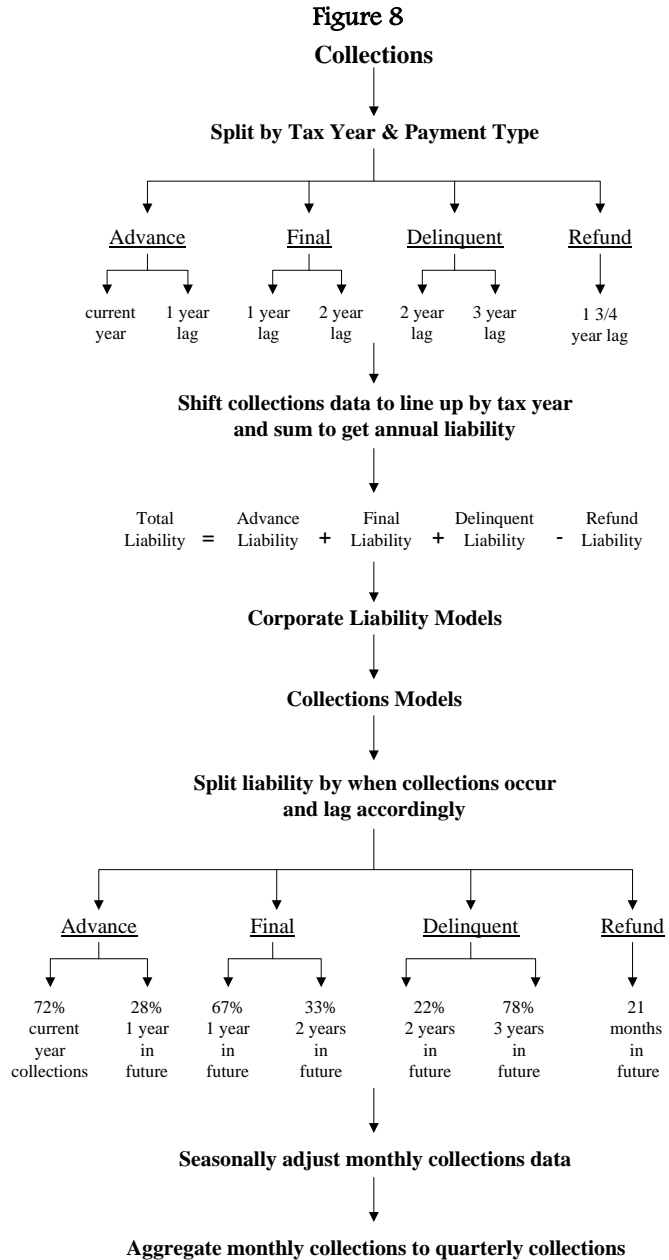 Figure 8
Collections
Split by Tax Year & Payment Type
Advance Final Delinquent Refund
current 1 year 1 year 2 year 2 year 3 year 1 3/4
year lag lag lag lag lag year lag
Shift collections data to line up by tax year
and sum to get annual liability
Total Advance Final Delinquent Refund
Liability = Liability + Liability + Liability - Liability
Corporate Liability Models
Collections Models
Split liability by when collections occur
and lag accordingly
Advance Final Delinquent Refund
72% 28% 67% 33% 22% 78% 21
current 1 year 1 year 2 years 2 years 3 years months
year in in in in in in
collections future future future future future future
Seasonally adjust monthly collections data
Aggregate monthly collections to quarterly collections